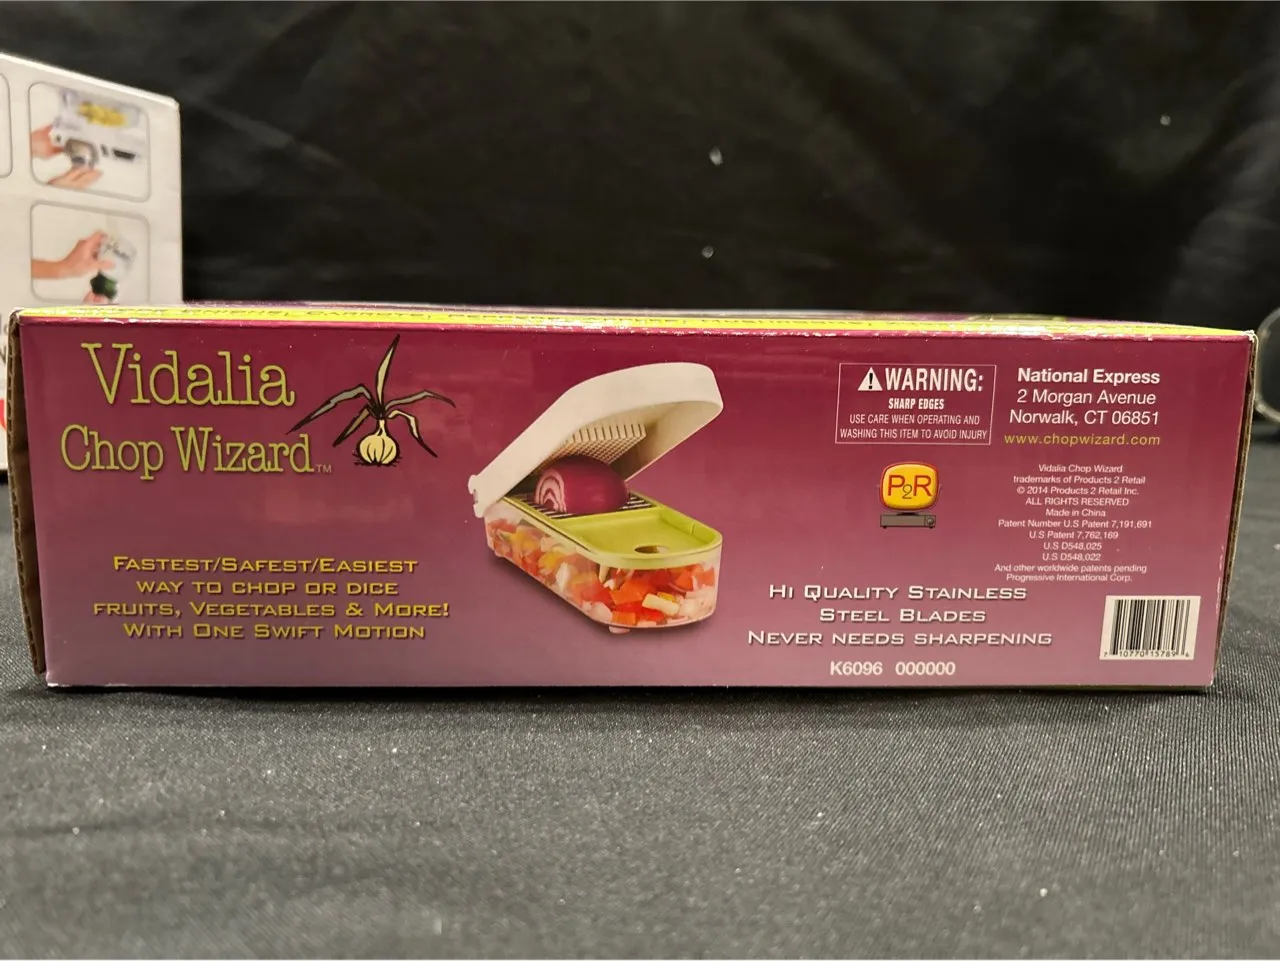 Vidalia
Chop Wizard™
FASTEST/SAFEST/EASIEST
WAY TO CHOP OR DICE
FRUITS, VEGETABLES & MORE!
WITH ONE SWIFT MOTION
WARNING:
SHARP EDGES
USE CARE WHEN OPERATING AND
WASHING THIS ITEM TO AVOID INJURY
National Express
2 Morgan Avenue
Norwalk, CT 06851
www.chopwizard.com
P2R
Vidalia Chop Wizard
trademarks of Products 2 Retail
© 2014 Products 2 Retail Inc.
ALL RIGHTS RESERVED
Made in China
Patent Number U.S Patent 7,191,691
U.S Patent 7,762,169
U.S D548,025
U.S D548,022
And other worldwide patents pending
Progressive International Corp.
HI QUALITY STAINLESS
STEEL BLADES
NEVER NEEDS SHARPENING
K6096 000000
7 10770 15789 6